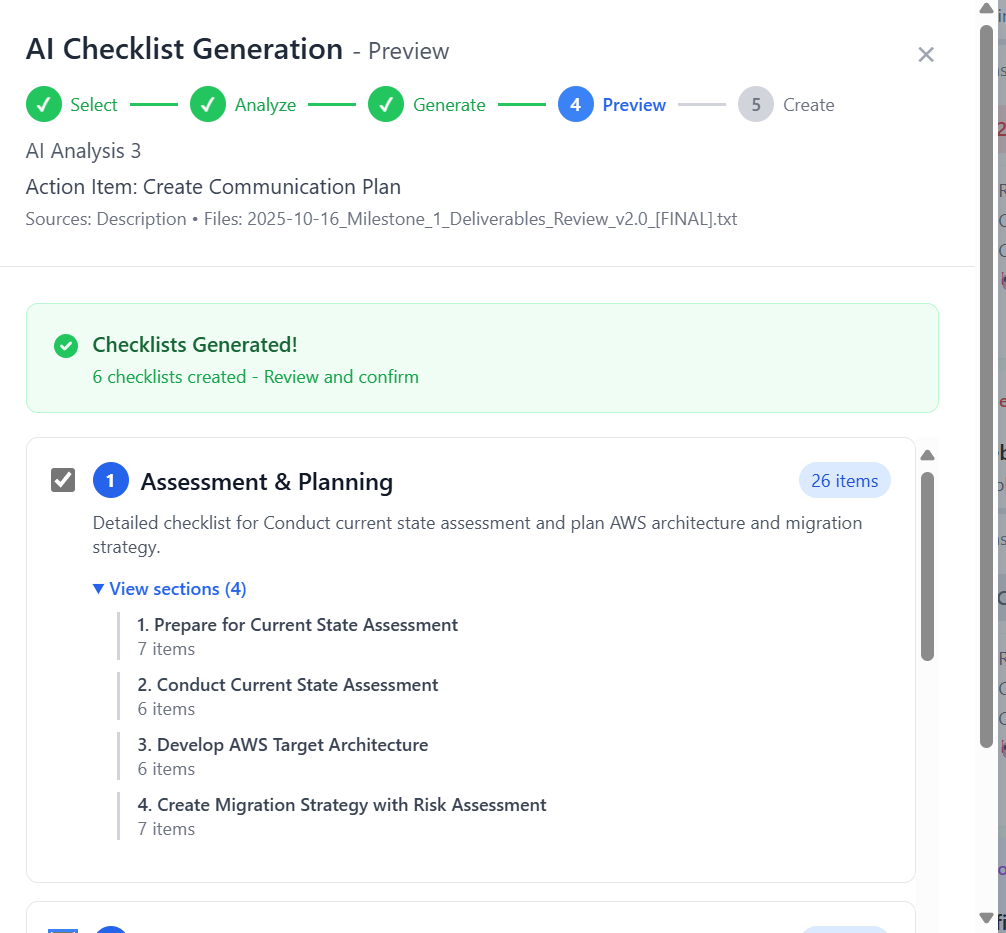 AI Checklist Generation - Preview
Select Analyze Generate 4 Preview 5 Create
AI Analysis 3
Action Item: Create Communication Plan
Sources: Description • Files: 2025-10-16_Milestone_1_Deliverables_Review_v2.0_[FINAL].txt
Checklists Generated!
6 checklists created - Review and confirm
1 Assessment & Planning 26 items
Detailed checklist for Conduct current state assessment and plan AWS architecture and migration
strategy.
View sections (4)
1. Prepare for Current State Assessment
7 items
2. Conduct Current State Assessment
6 items
3. Develop AWS Target Architecture
6 items
4. Create Migration Strategy with Risk Assessment
7 items